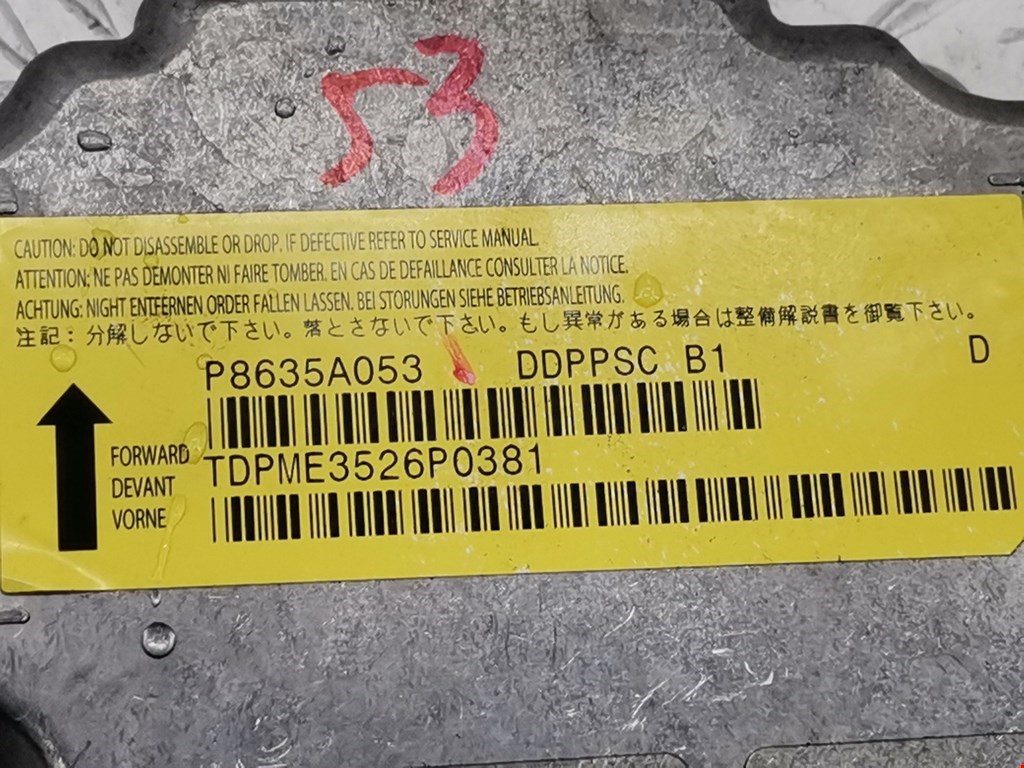 53
CAUTION: DO NOT DISASSEMBLE OR DROP. IF DEFECTIVE REFER TO SERVICE MANUAL.
ATTENTION: NE PAS DEMONTER NI FAIRE TOMBER. EN CAS DE DEFAILLANCE CONSULTER LA NOTICE.
ACHTUNG: NIGHT ENTFERNEN ORDER FALLEN LASSEN. BEI STORUNGEN SIEHE BETRIEBSANLEITUNG.
注記：分解しないで下さい。落とさないで下さい。もし異常がある場合は整備解説書を御覧下さい。
P8635A053 DDPPSC B1 D
FORWARD
DEVANT
VORNE
TDPME3526P0381